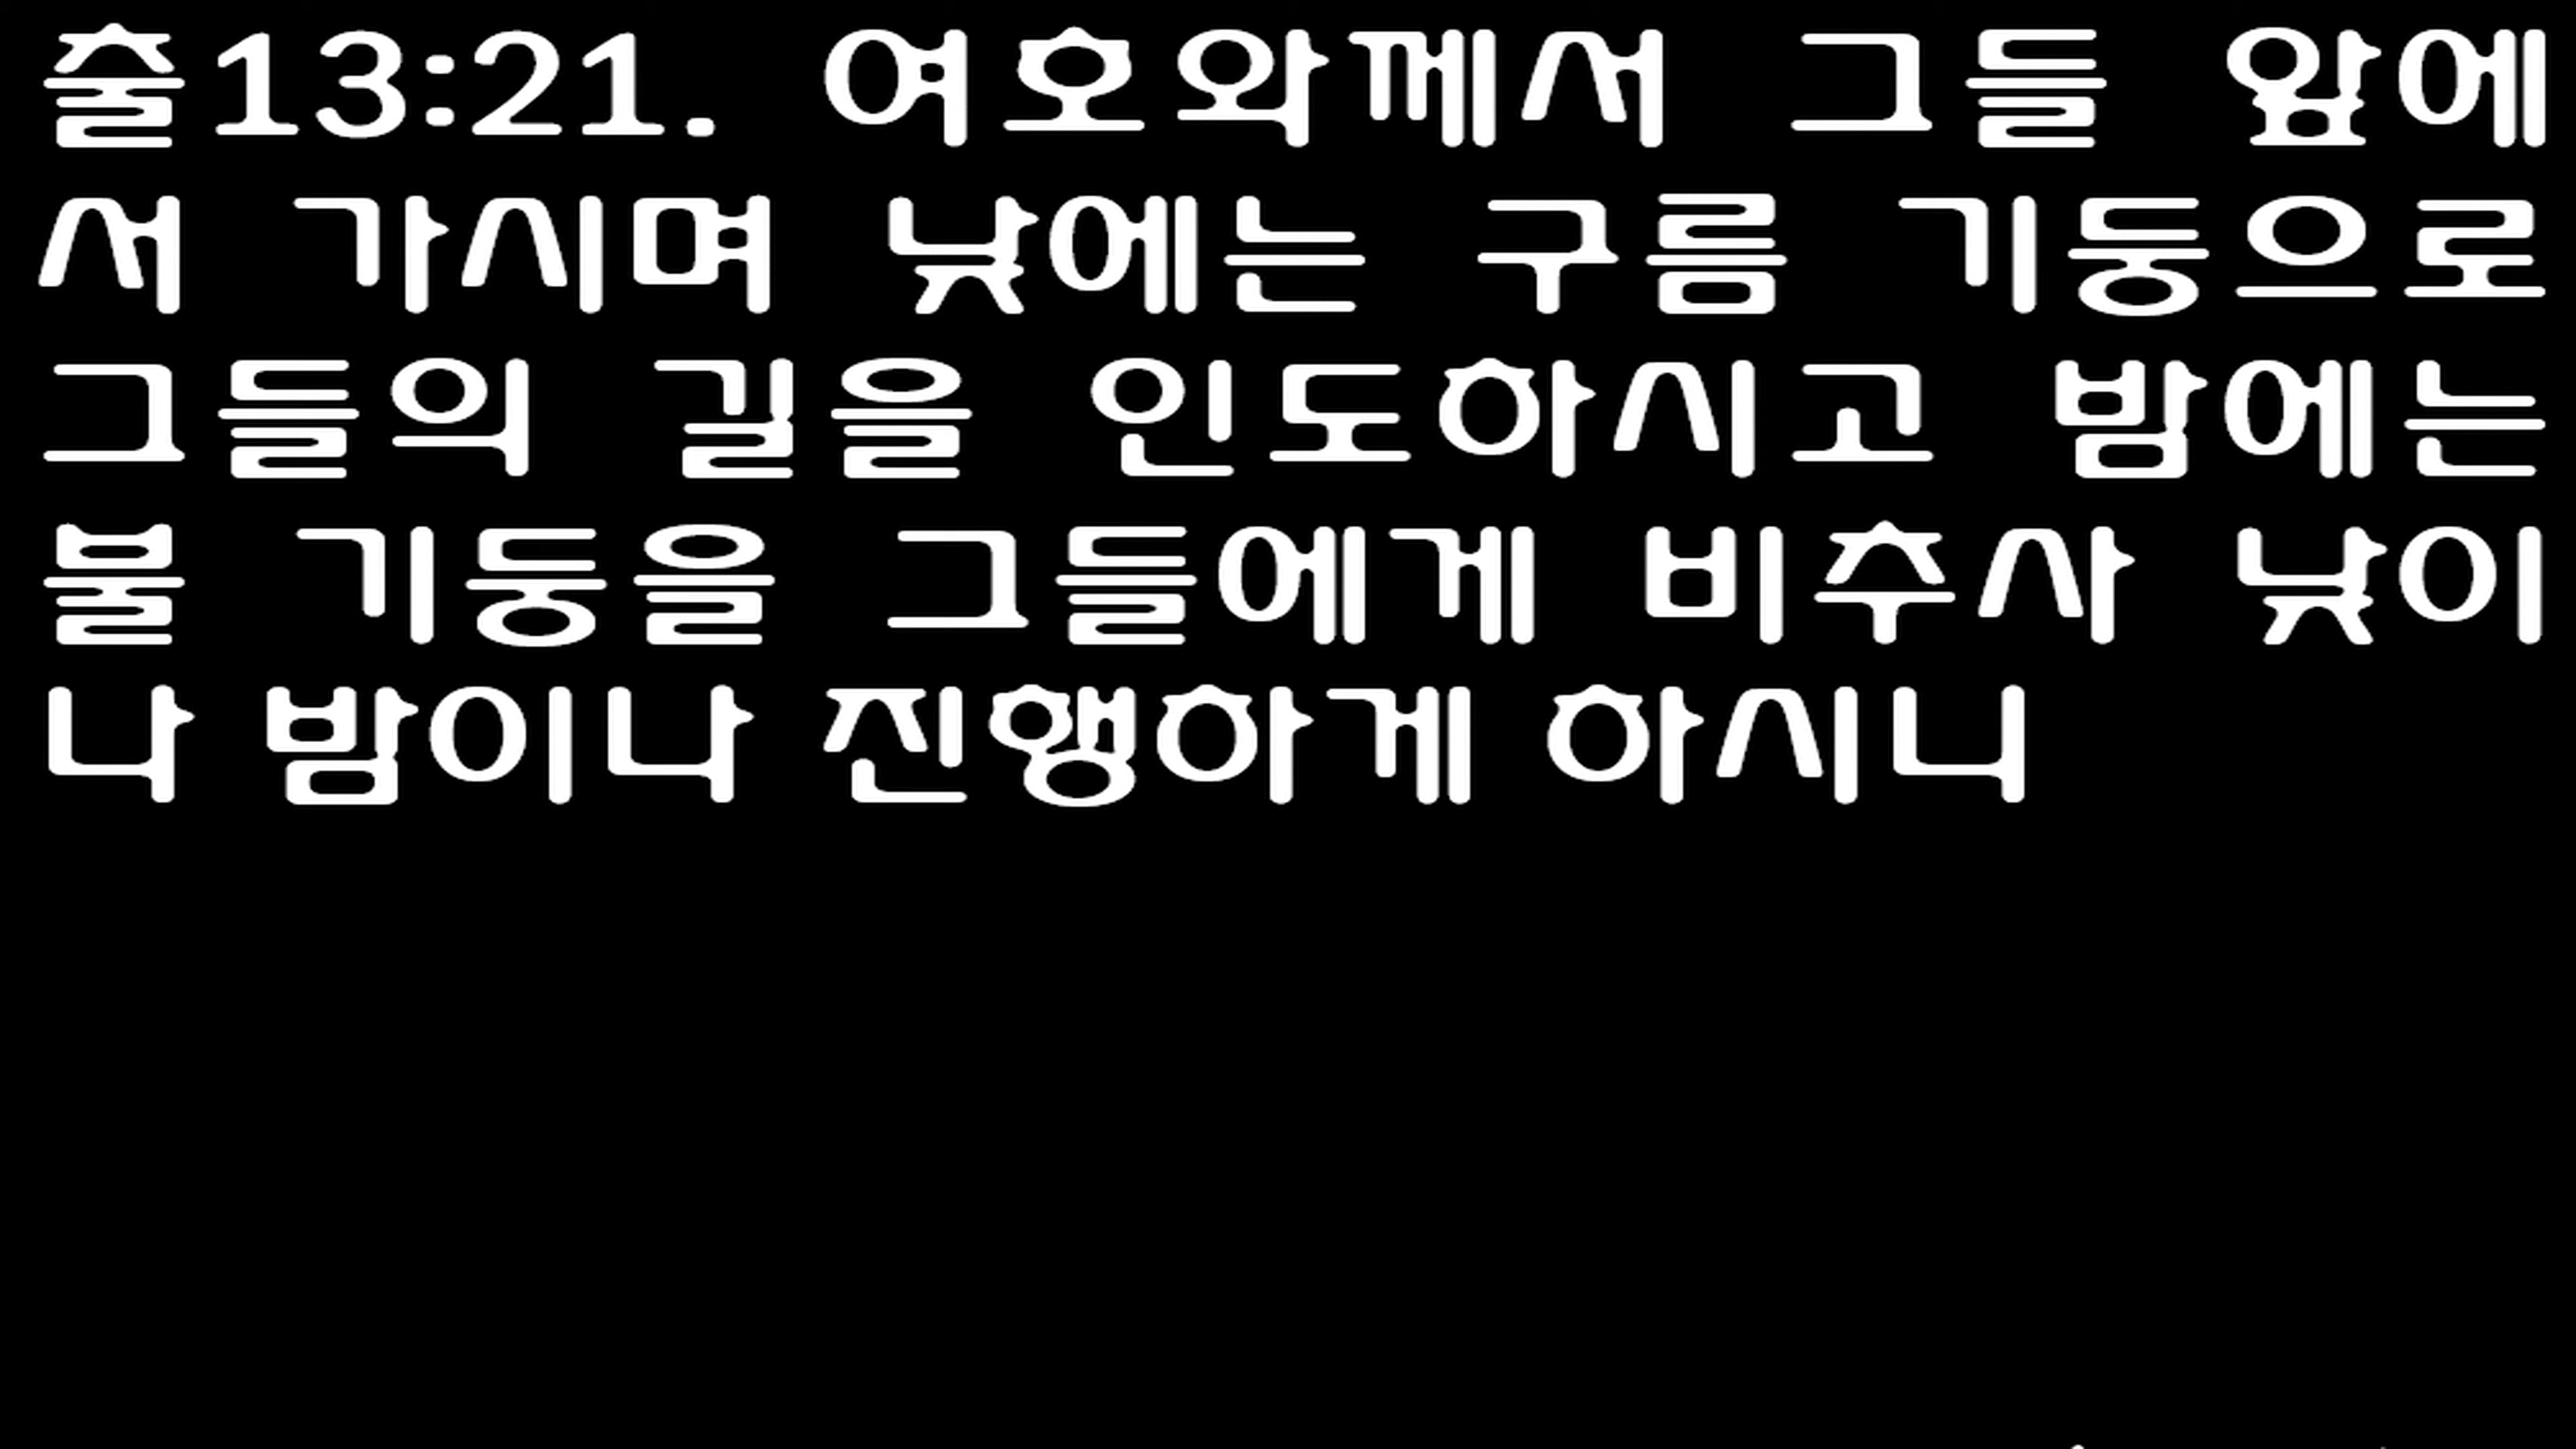 출13:21. 여호와께서 그들 앞에
서 가시며 낮에는 구름 기둥으로
그들의 길을 인도하시고 밤에는
불 기둥을 그들에게 비추사 낮이
나 밤이나 진행하게 하시니